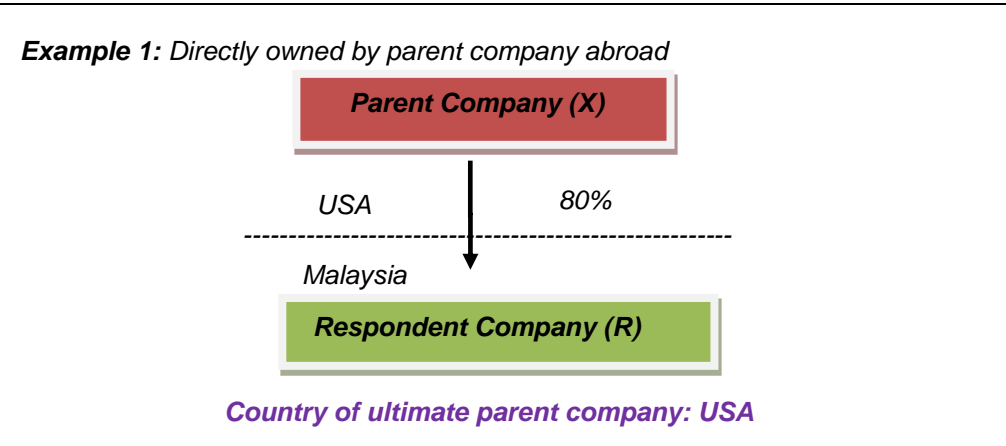 Example 1: Directly owned by parent company abroad
Parent Company (X)
USA 80%
Malaysia
Respondent Company (R)
Country of ultimate parent company: USA